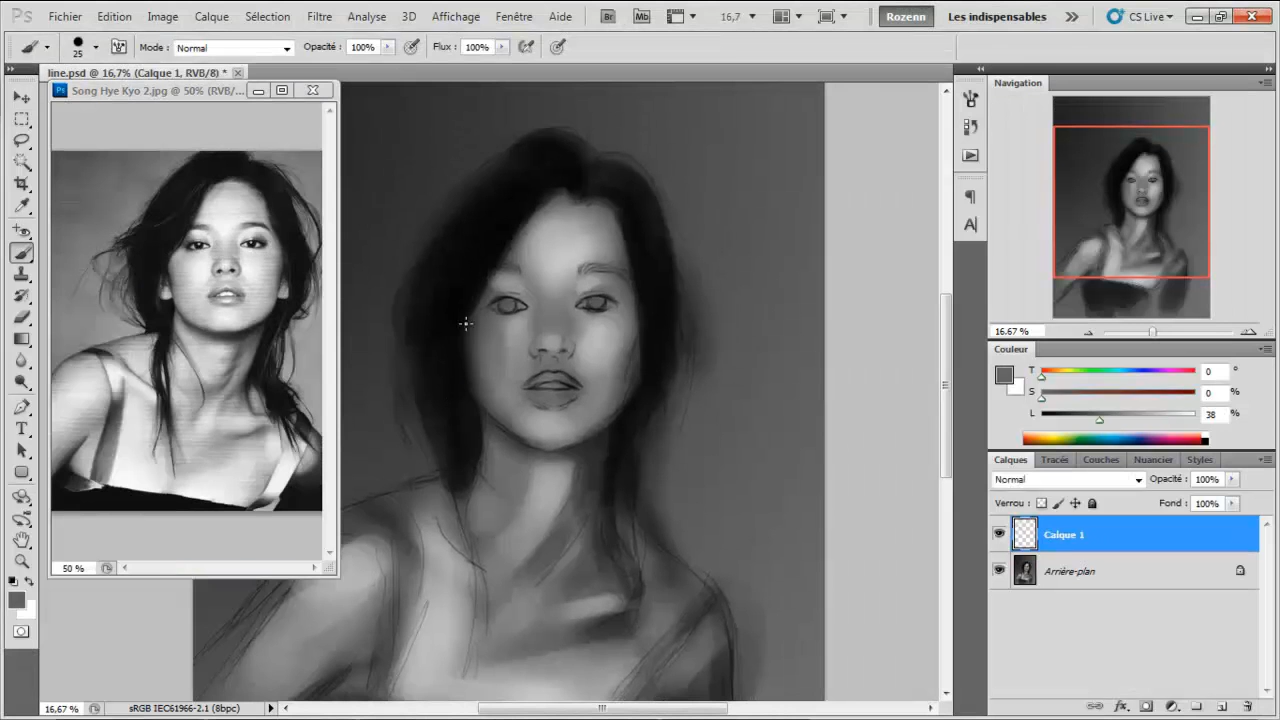 Ps Fichier Edition Image Calque Sélection Filtre Analyse 3D Affichage Fenêtre Aide Br Mb 16,7 Rozenn Les indispensables CS Live
25 Mode: Normal Opacité: 100% Flux: 100%
line.psd @ 16,7% (Calque 1, RVB/8) *
Ps Song Hye Kyo 2.jpg @ 50% (RVB/...
50 %
16,67 % sRGB IEC61966-2.1 (8bpc)
Navigation
16.67 %
Couleur
T 0 °
S 0 %
L 38 %
Calques Tracés Couches Nuancier Styles
Normal Opacité: 100%
Verrou: Fond: 100%
Calque 1
Arrière-plan